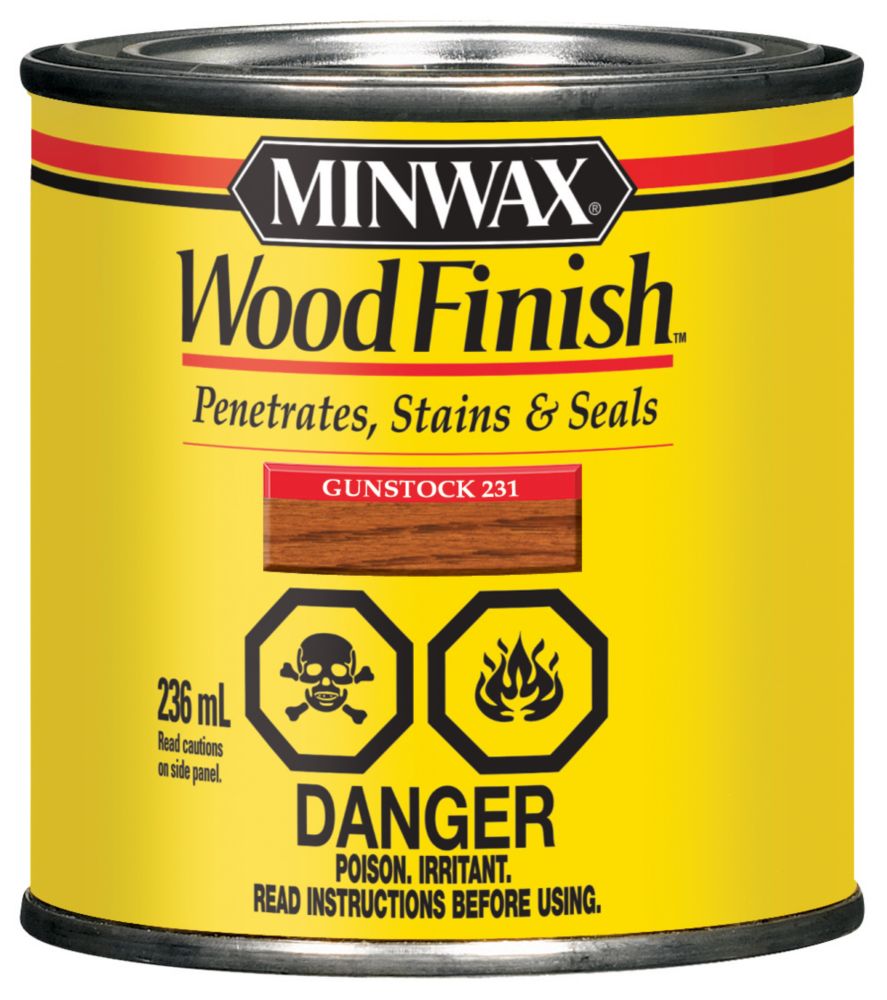 MINWAX®
Wood Finish™
Penetrates, Stains & Seals
GUNSTOCK 231
236 mL
Read cautions
on side panel.
DANGER
POISON. IRRITANT.
READ INSTRUCTIONS BEFORE USING.